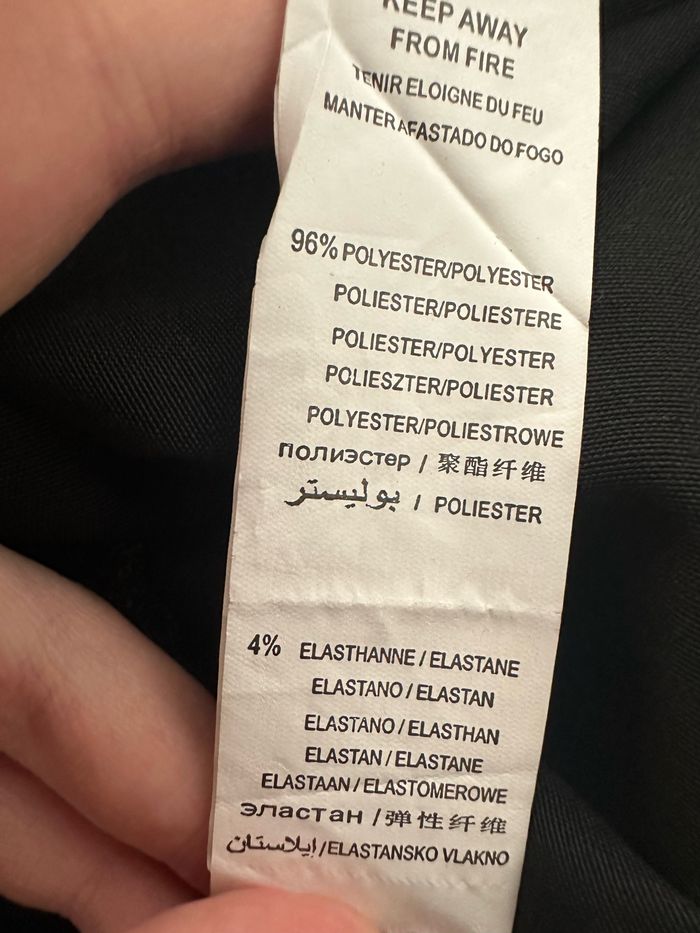 KEEP AWAY
FROM FIRE
TENIR ELOIGNE DU FEU
MANTER AFASTADO DO FOGO
96% POLYESTER/POLYESTER
POLIESTER/POLIESTERE
POLIESTER/POLYESTER
POLIESZTER/POLIESTER
POLYESTER/POLIESTROWE
полиэстер / 聚酯纤维
بوليستر / POLIESTER
4% ELASTHANNE / ELASTANE
ELASTANO / ELASTAN
ELASTANO / ELASTHAN
ELASTAN / ELASTANE
ELASTAAN / ELASTOMEROWE
эластан / 弹性纤维
إيلاستان / ELASTANSKO VLAKNO